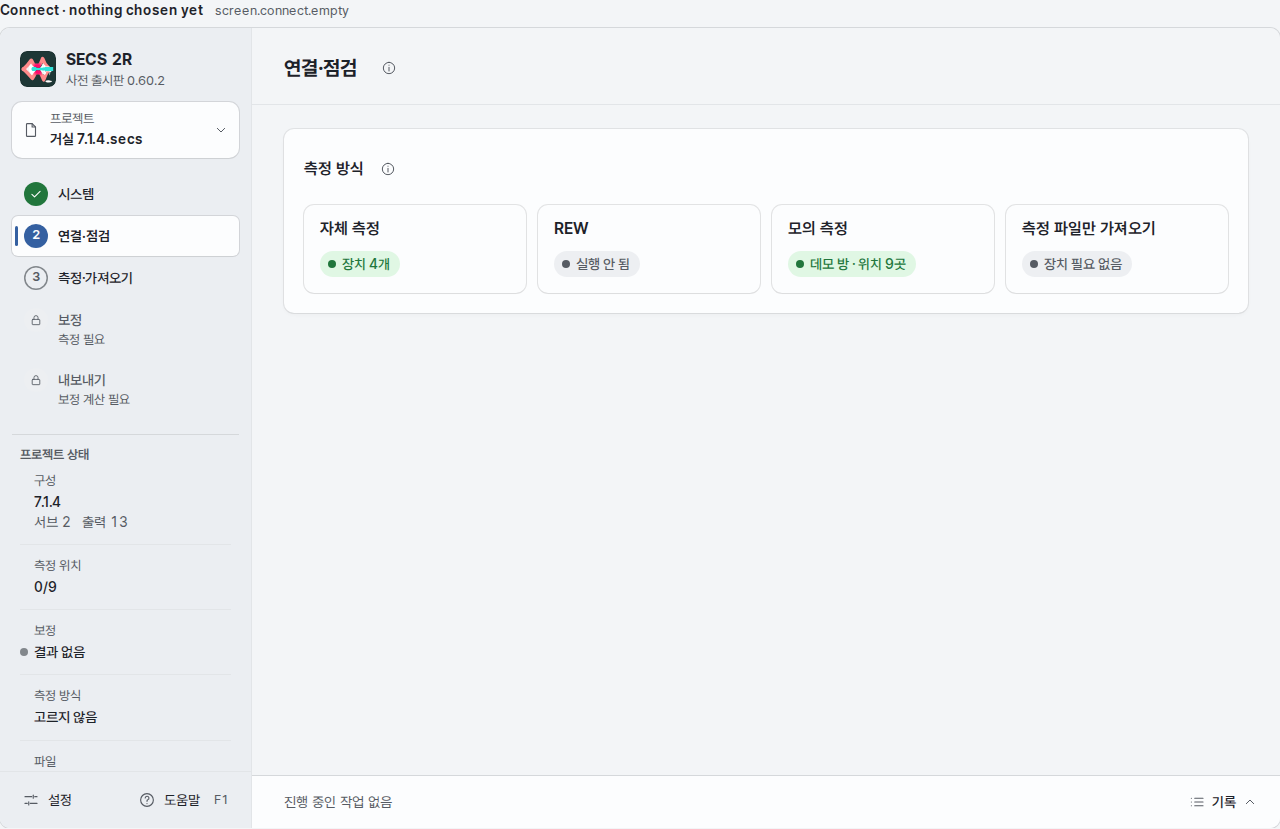 Connect · nothing chosen yet screen.connect.empty
SECS 2R
사전 출시판 0.60.2
프로젝트
거실 7.1.4.secs
시스템
2 연결·점검
3 측정·가져오기
보정
측정 필요
내보내기
보정 계산 필요
프로젝트 상태
구성
7.1.4
서브 2 출력 13
측정 위치
0/9
보정
결과 없음
측정 방식
고르지 않음
파일
설정 도움말 F1
연결·점검
측정 방식
자체 측정
장치 4개
REW
실행 안 됨
모의 측정
데모 방 · 위치 9곳
측정 파일만 가져오기
장치 필요 없음
진행 중인 작업 없음
기록